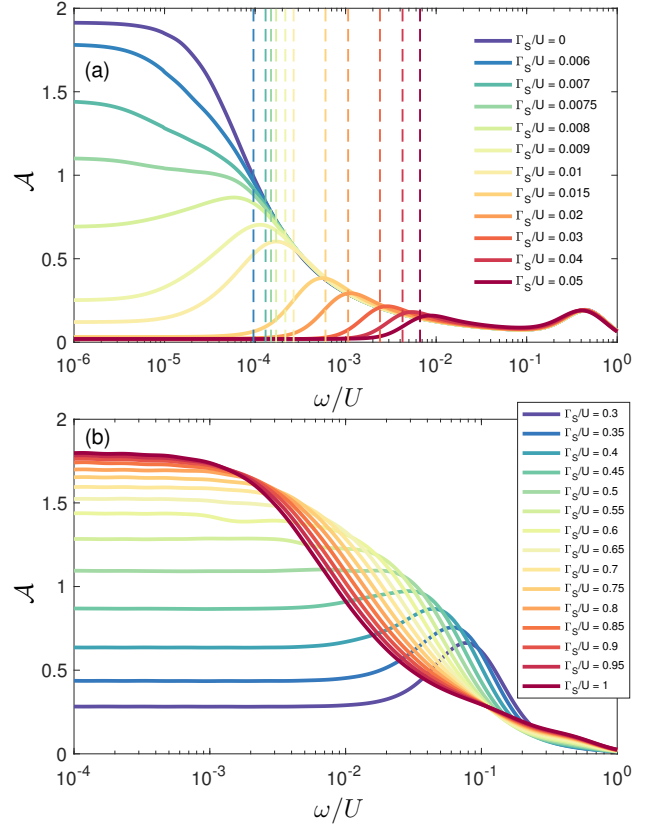 2
1.5
1
0.5
0
𝒜
(a)
Γ_S/U = 0
Γ_S/U = 0.006
Γ_S/U = 0.007
Γ_S/U = 0.0075
Γ_S/U = 0.008
Γ_S/U = 0.009
Γ_S/U = 0.01
Γ_S/U = 0.015
Γ_S/U = 0.02
Γ_S/U = 0.03
Γ_S/U = 0.04
Γ_S/U = 0.05
10⁻⁶ 10⁻⁵ 10⁻⁴ 10⁻³ 10⁻² 10⁻¹ 10⁰
ω/U
2
1.5
1
0.5
0
𝒜
(b)
Γ_S/U = 0.3
Γ_S/U = 0.35
Γ_S/U = 0.4
Γ_S/U = 0.45
Γ_S/U = 0.5
Γ_S/U = 0.55
Γ_S/U = 0.6
Γ_S/U = 0.65
Γ_S/U = 0.7
Γ_S/U = 0.75
Γ_S/U = 0.8
Γ_S/U = 0.85
Γ_S/U = 0.9
Γ_S/U = 0.95
Γ_S/U = 1
10⁻⁴ 10⁻³ 10⁻² 10⁻¹ 10⁰
ω/U